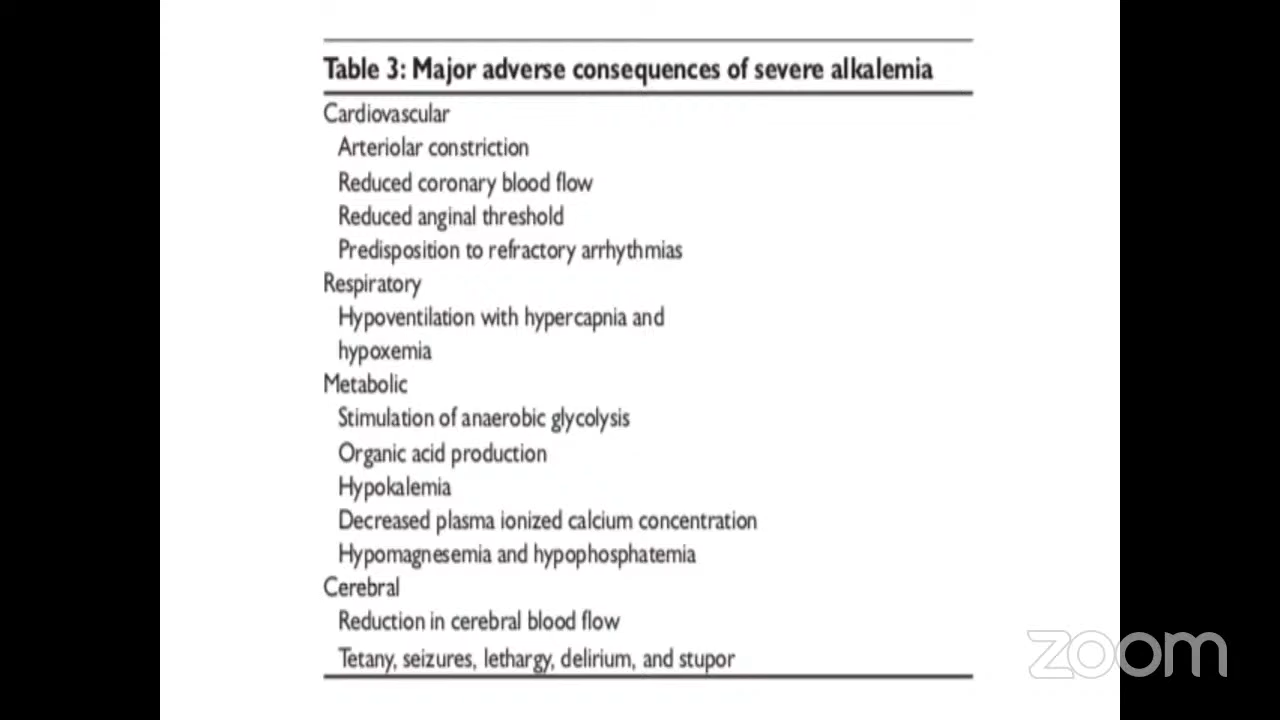 Table 3: Major adverse consequences of severe alkalemia
Cardiovascular
Arteriolar constriction
Reduced coronary blood flow
Reduced anginal threshold
Predisposition to refractory arrhythmias
Respiratory
Hypoventilation with hypercapnia and
hypoxemia
Metabolic
Stimulation of anaerobic glycolysis
Organic acid production
Hypokalemia
Decreased plasma ionized calcium concentration
Hypomagnesemia and hypophosphatemia
Cerebral
Reduction in cerebral blood flow
Tetany, seizures, lethargy, delirium, and stupor
zoom